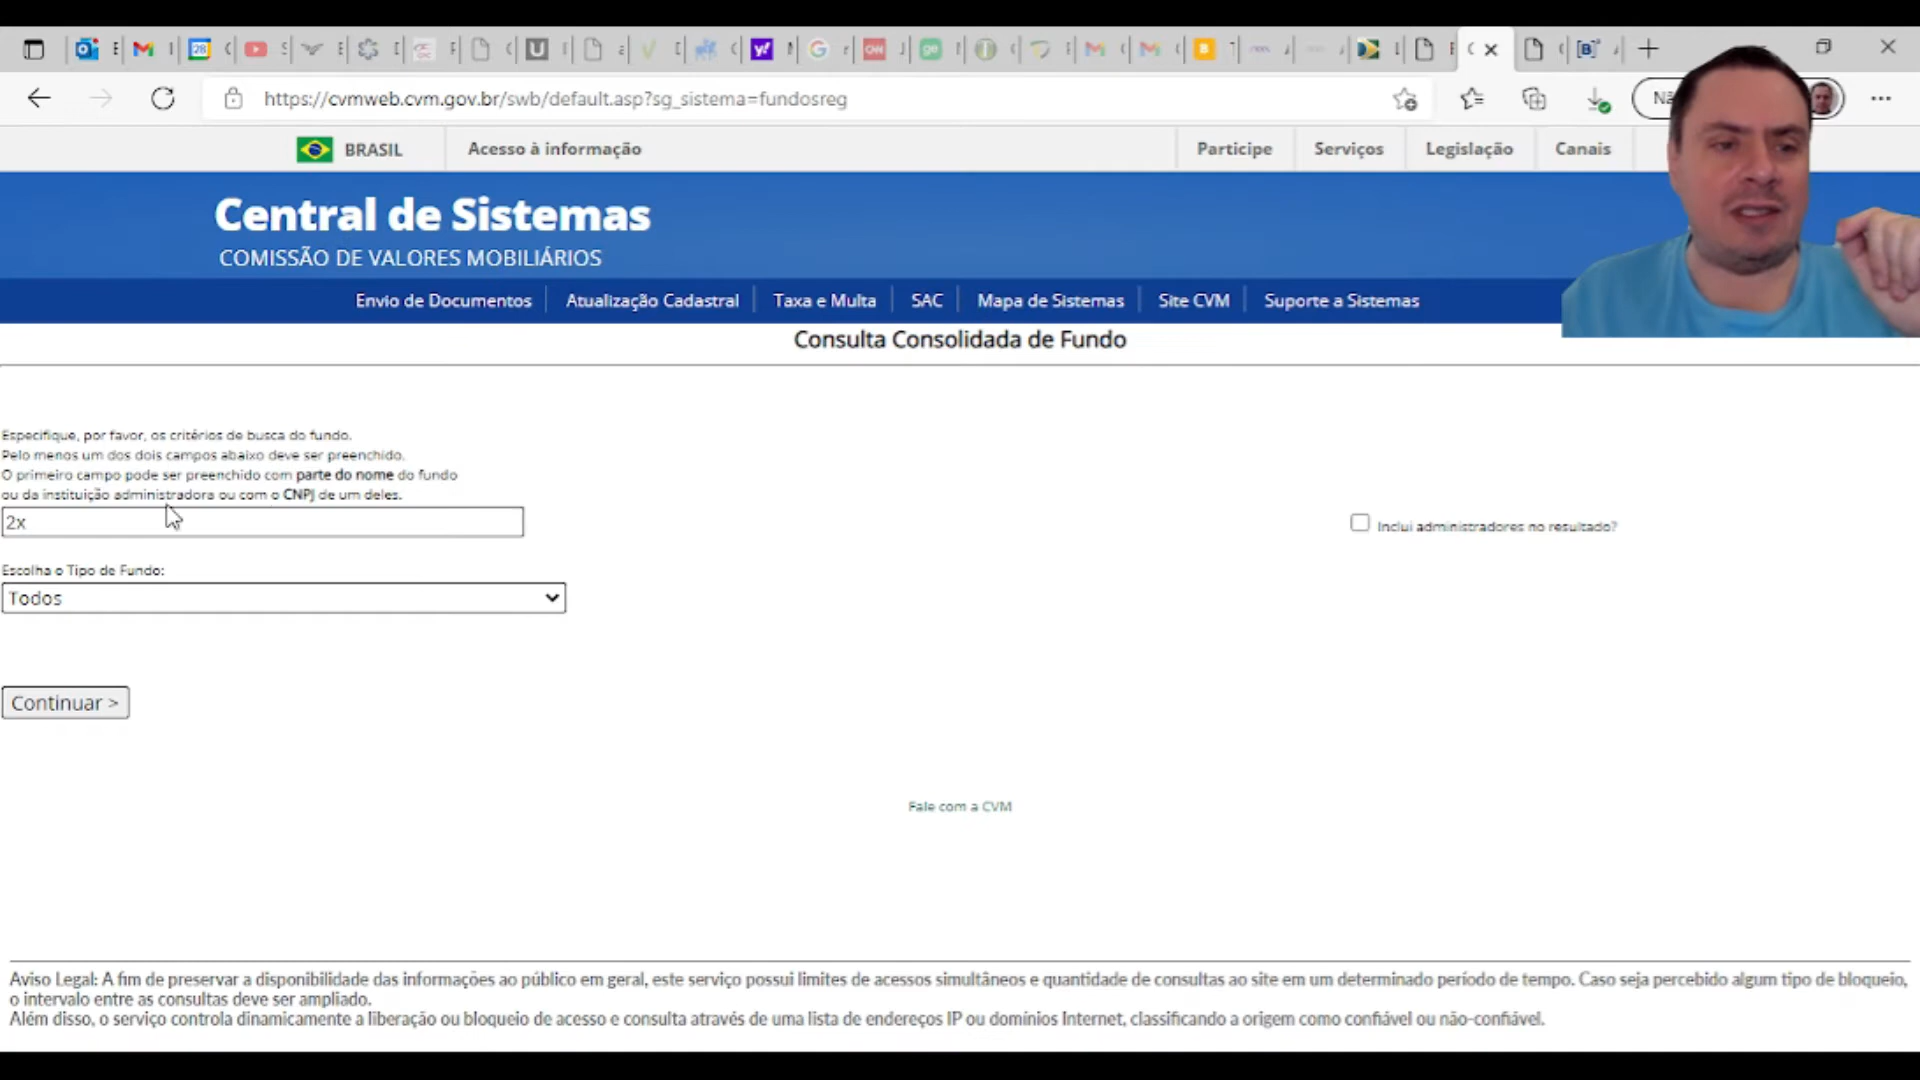 https://cvmweb.cvm.gov.br/swb/default.asp?sg_sistema=fundosreg
BRASIL Acesso à informação Participe Serviços Legislação Canais
Central de Sistemas
COMISSÃO DE VALORES MOBILIÁRIOS
Envio de Documentos Atualização Cadastral Taxa e Multa SAC Mapa de Sistemas Site CVM Suporte a Sistemas
Consulta Consolidada de Fundo
Especifique, por favor, os critérios de busca do fundo.
Pelo menos um dos dois campos abaixo deve ser preenchido.
O primeiro campo pode ser preenchido com parte do nome do fundo
ou da instituição administradora ou com o CNPJ de um deles.
2x
Inclui administradores no resultado?
Escolha o Tipo de Fundo:
Todos
Continuar >
Fale com a CVM
Aviso Legal: A fim de preservar a disponibilidade das informações ao público em geral, este serviço possui limites de acessos simultâneos e quantidade de consultas ao site em um determinado período de tempo. Caso seja percebido algum tipo de bloqueio,
o intervalo entre as consultas deve ser ampliado.
Além disso, o serviço controla dinamicamente a liberação ou bloqueio de acesso e consulta através de uma lista de endereços IP ou domínios Internet, classificando a origem como confiável ou não-confiável.